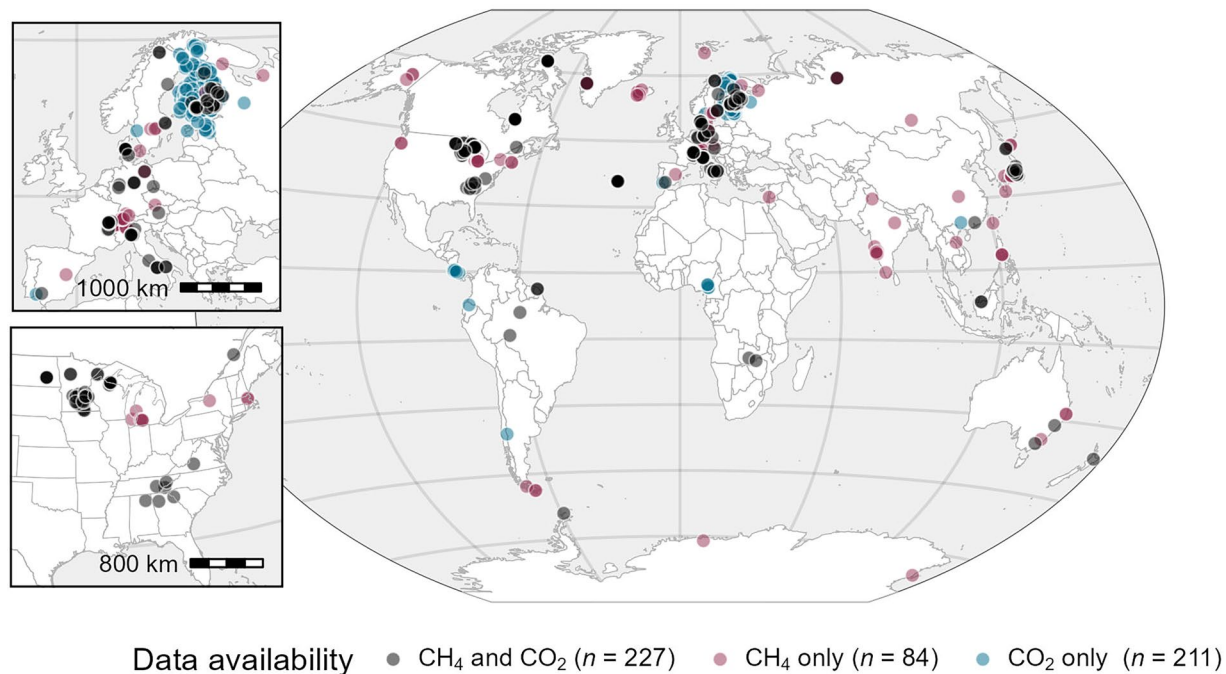 1000 km
800 km
Data availability CH₄ and CO₂ (n = 227) CH₄ only (n = 84) CO₂ only (n = 211)